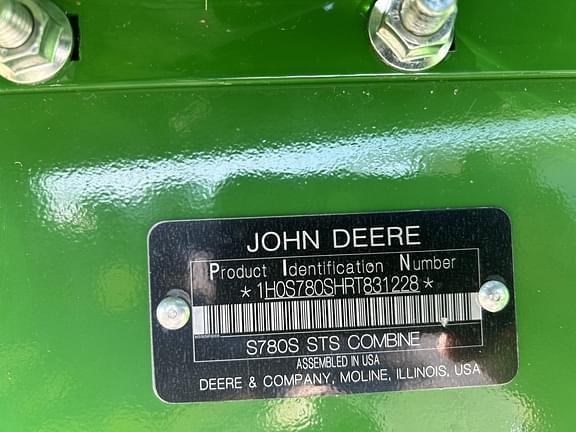 JOHN DEERE
Product Identification Number
*1H0S780SHRT831228*
S780S STS COMBINE
ASSEMBLED IN USA
DEERE & COMPANY, MOLINE, ILLINOIS, USA